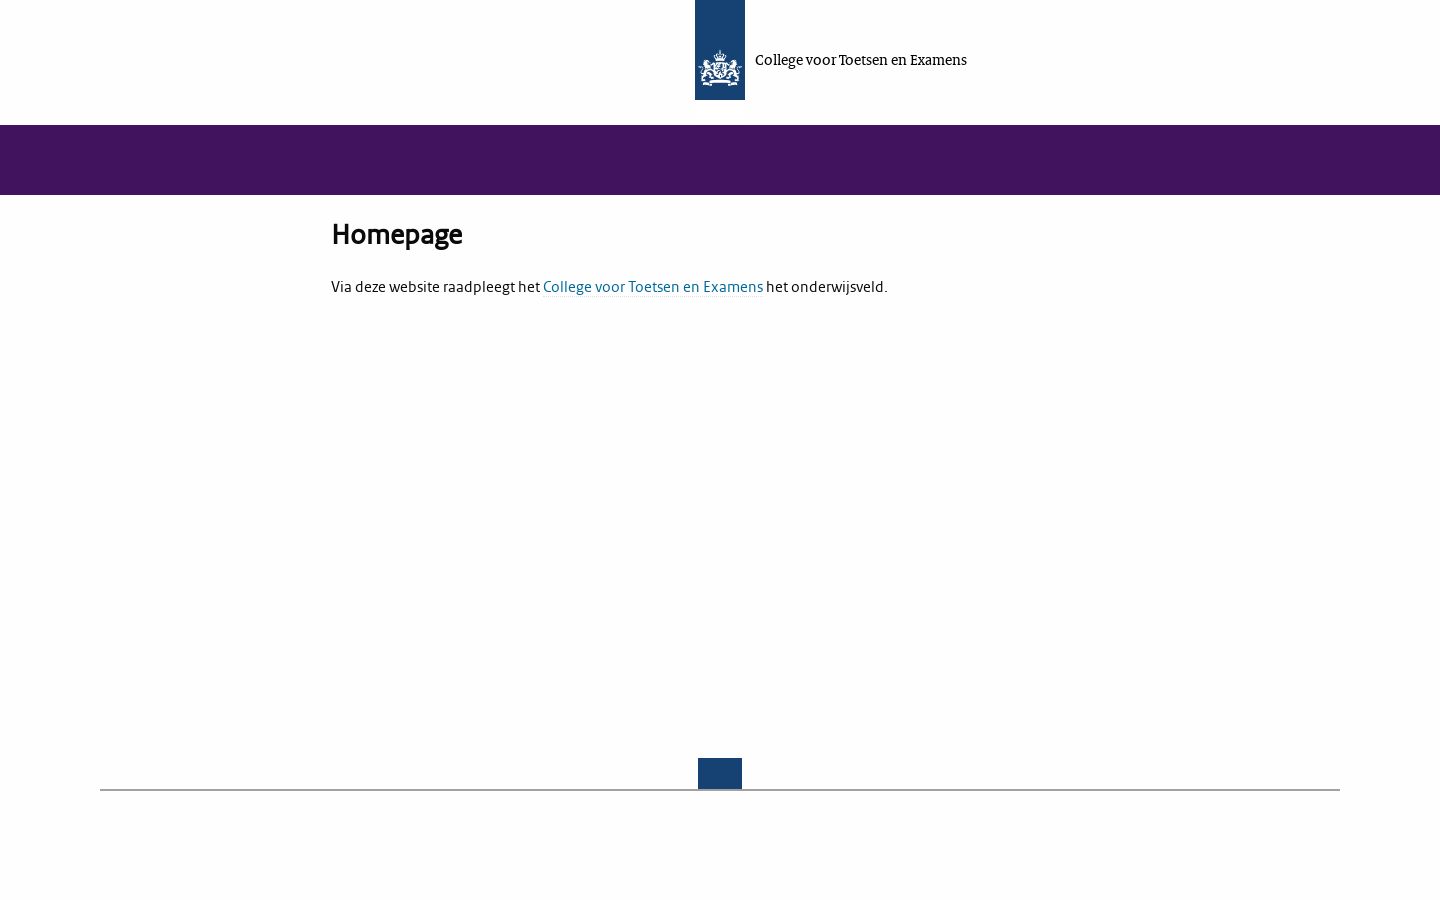 College voor Toetsen en Examens
Homepage
Via deze website raadpleegt het College voor Toetsen en Examens het onderwijsveld.